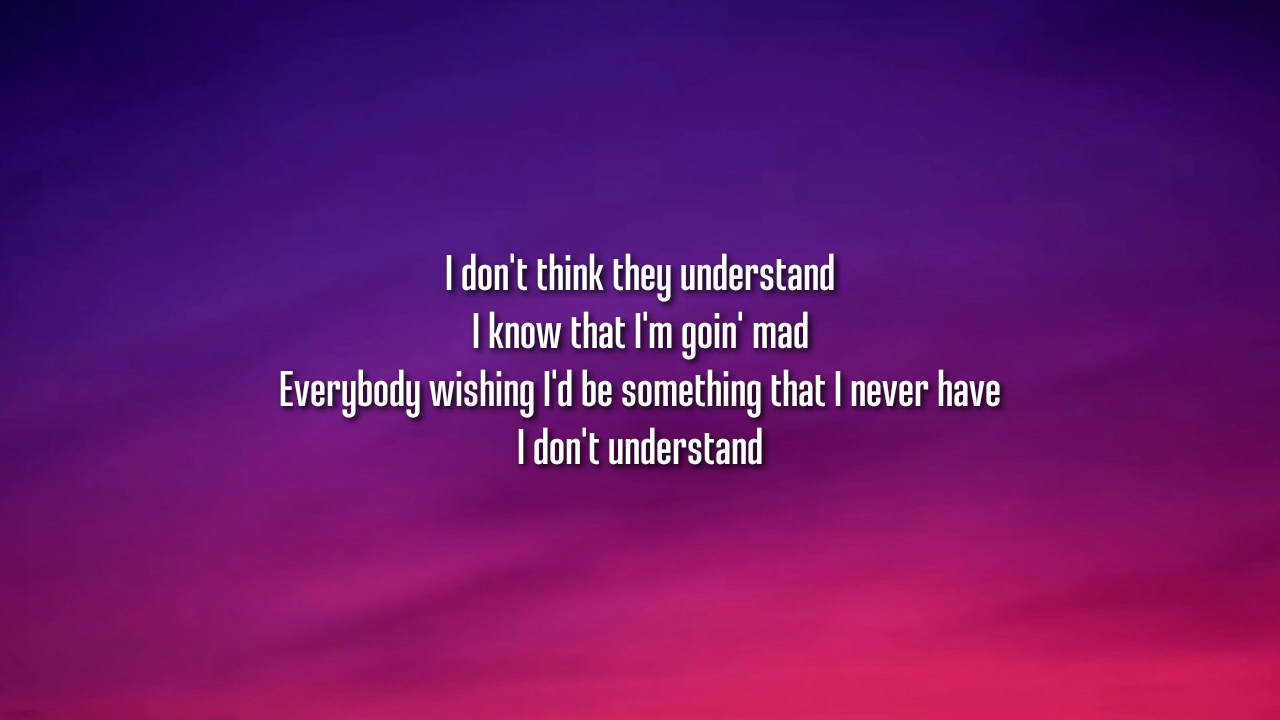 I don't think they understand
I know that I'm goin' mad
Everybody wishing I'd be something that I never have
I don't understand